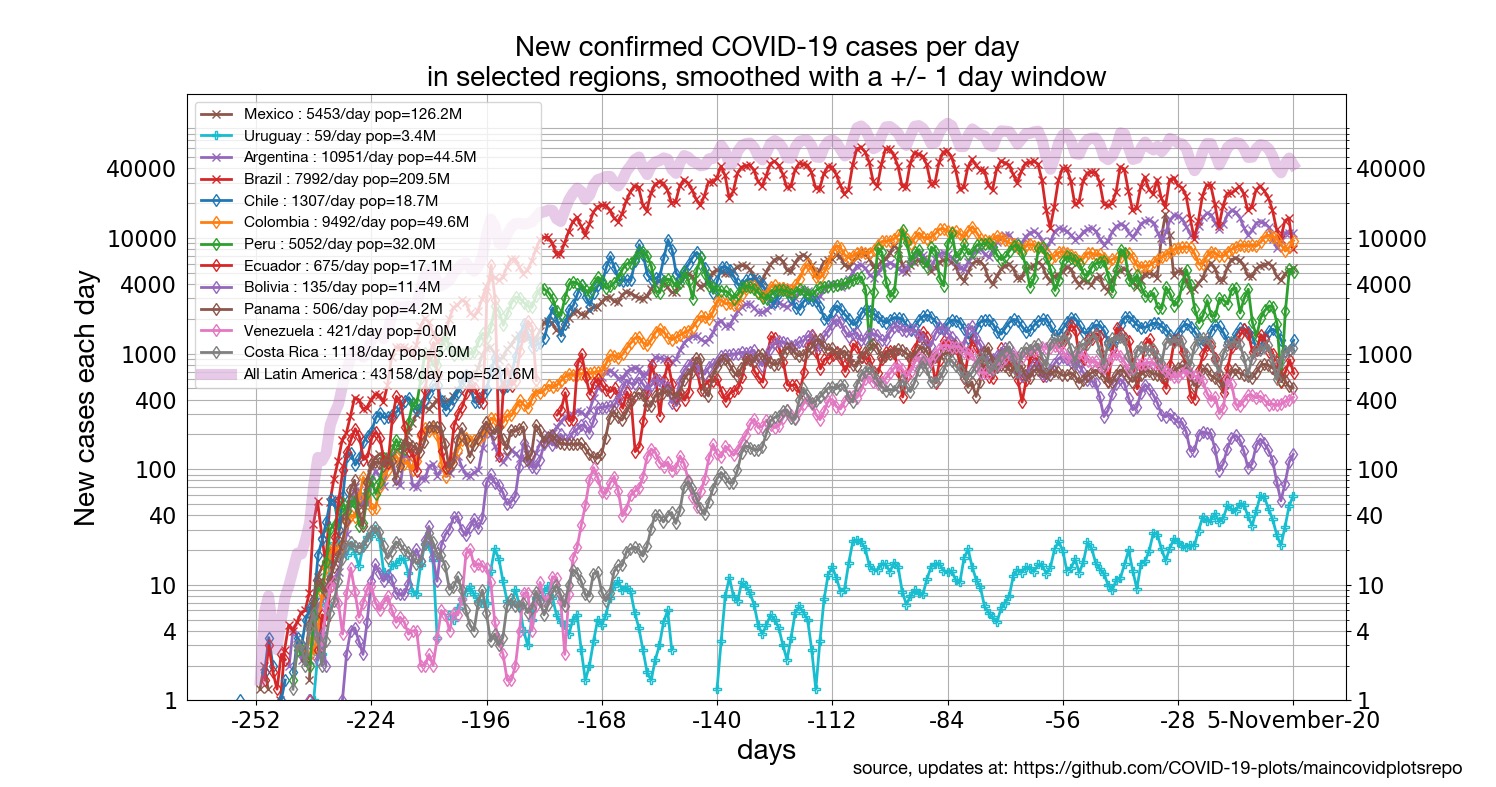 New confirmed COVID-19 cases per day
in selected regions, smoothed with a +/- 1 day window
Mexico : 5453/day pop=126.2M
Uruguay : 59/day pop=3.4M
Argentina : 10951/day pop=44.5M
Brazil : 7992/day pop=209.5M
Chile : 1307/day pop=18.7M
Colombia : 9492/day pop=49.6M
Peru : 5052/day pop=32.0M
Ecuador : 675/day pop=17.1M
Bolivia : 135/day pop=11.4M
Panama : 506/day pop=4.2M
Venezuela : 421/day pop=0.0M
Costa Rica : 1118/day pop=5.0M
All Latin America : 43158/day pop=521.6M
New cases each day
40000
10000
4000
1000
400
100
40
10
4
1
40000
10000
4000
1000
400
100
40
10
4
1
-252 -224 -196 -168 -140 -112 -84 -56 -28 5-November-20
days
source, updates at: https://github.com/COVID-19-plots/maincovidplotsrepo